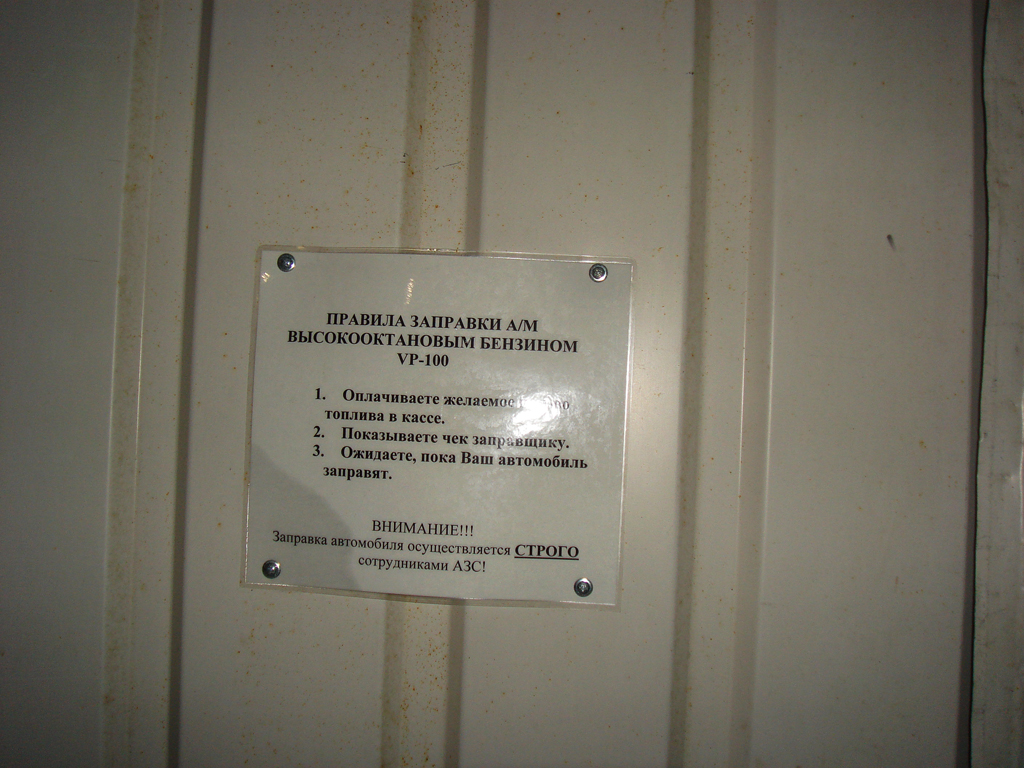 ПРАВИЛА ЗАПРАВКИ А/М
ВЫСОКООКТАНОВЫМ БЕНЗИНОМ
VP-100
1. Оплачиваете желаемое
топлива в кассе.
2. Показываете чек заправщику.
3. Ожидаете, пока Ваш автомобиль
заправят.
ВНИМАНИЕ!!!
Заправка автомобиля осуществляется СТРОГО
сотрудниками АЗС!